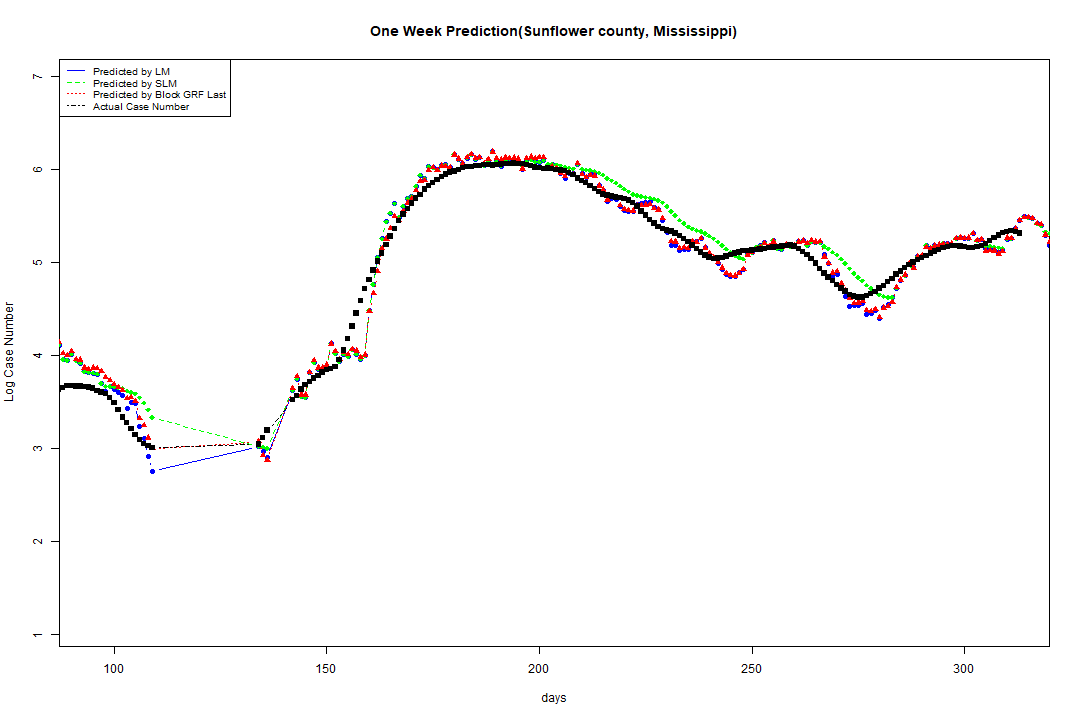 One Week Prediction(Sunflower county, Mississippi)
Predicted by LM
Predicted by SLM
Predicted by Block GRF Last
Actual Case Number
7
6
5
4
3
2
1
Log Case Number
100 150 200 250 300
days